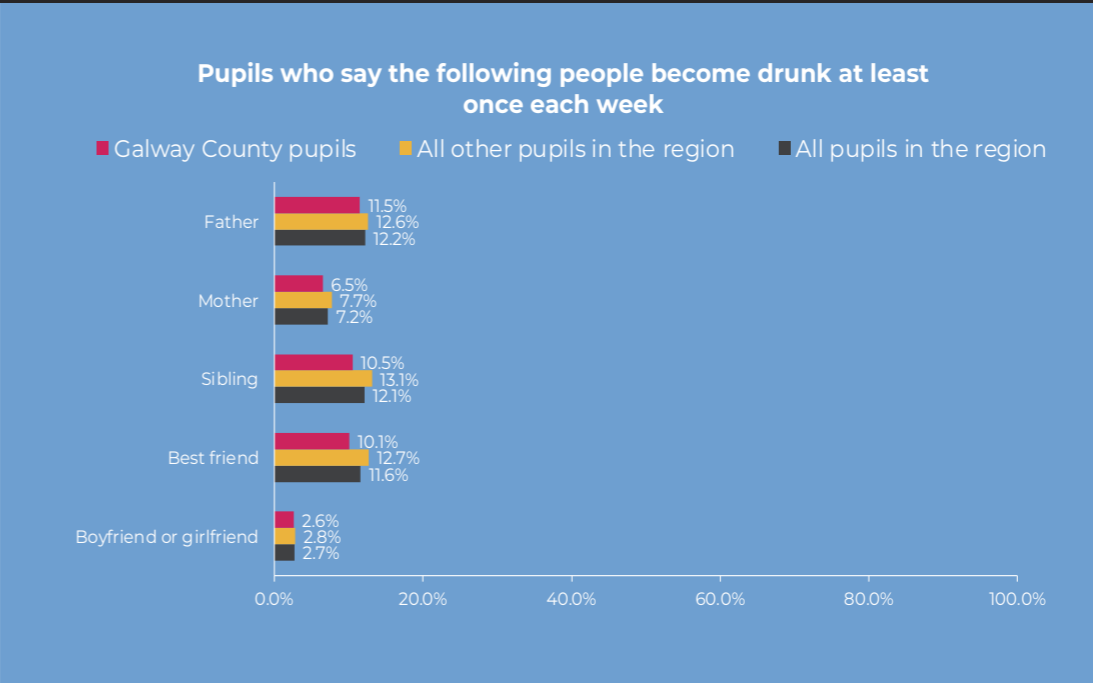 Pupils who say the following people become drunk at least
once each week
Galway County pupils All other pupils in the region All pupils in the region
Father
11.5%
12.6%
12.2%
Mother
6.5%
7.7%
7.2%
Sibling
10.5%
13.1%
12.1%
Best friend
10.1%
12.7%
11.6%
Boyfriend or girlfriend
2.6%
2.8%
2.7%
0.0% 20.0% 40.0% 60.0% 80.0% 100.0%